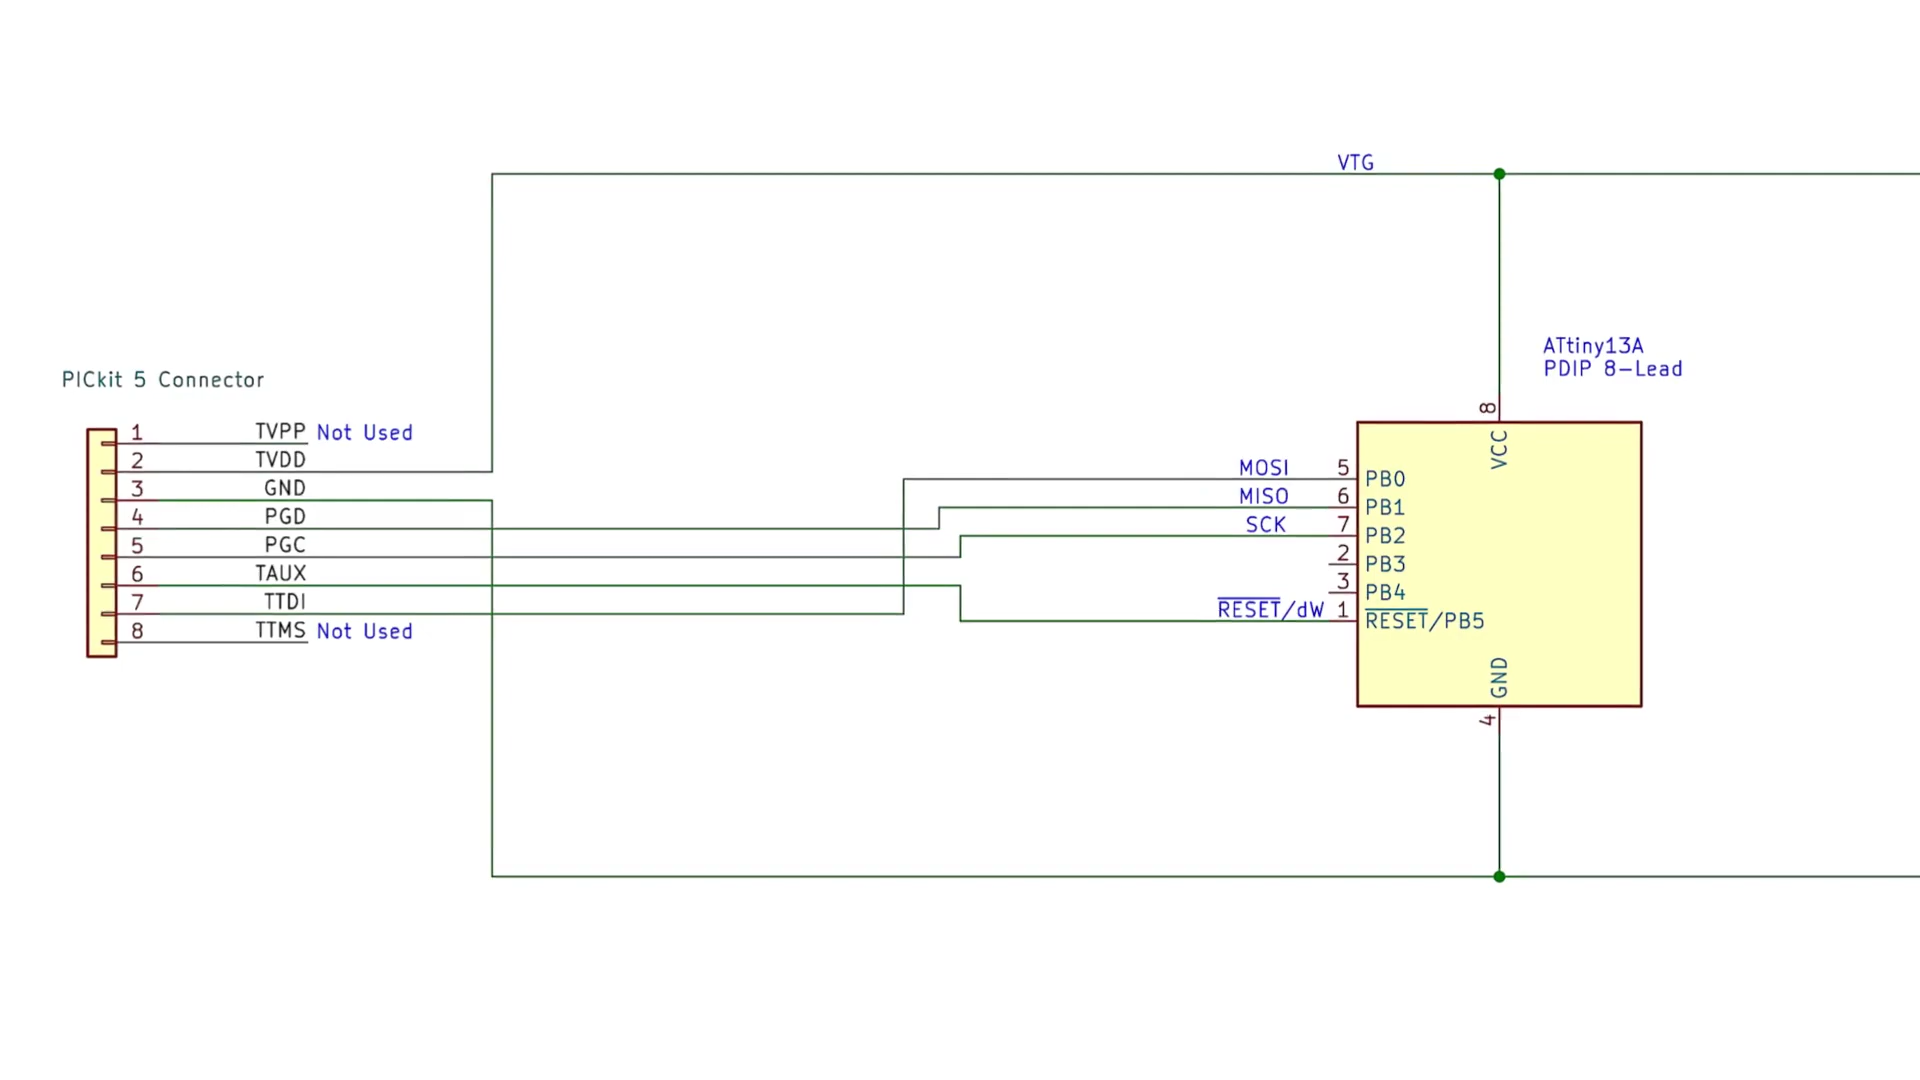 VTG
ATtiny13A
PDIP 8-Lead
PICkit 5 Connector
1 TVPP Not Used
2 TVDD
3 GND
4 PGD
5 PGC
6 TAUX
7 TTDI
8 TTMS Not Used
8
VCC
MOSI 5 PB0
MISO 6 PB1
SCK 7 PB2
2 PB3
3 PB4
RESET/dW 1 RESET/PB5
GND
4